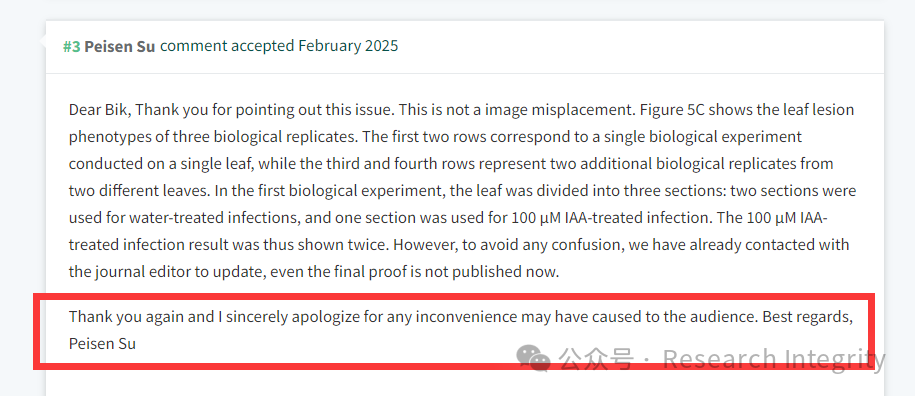 #3 Peisen Su comment accepted February 2025
Dear Bik, Thank you for pointing out this issue. This is not a image misplacement. Figure 5C shows the leaf lesion
phenotypes of three biological replicates. The first two rows correspond to a single biological experiment
conducted on a single leaf, while the third and fourth rows represent two additional biological replicates from
two different leaves. In the first biological experiment, the leaf was divided into three sections: two sections were
used for water-treated infections, and one section was used for 100 μM IAA-treated infection. The 100 μM IAA-
treated infection result was thus shown twice. However, to avoid any confusion, we have already contacted with
the journal editor to update, even the final proof is not published now.
Thank you again and I sincerely apologize for any inconvenience may have caused to the audience. Best regards,
Peisen Su
公众号 · Research Integrity